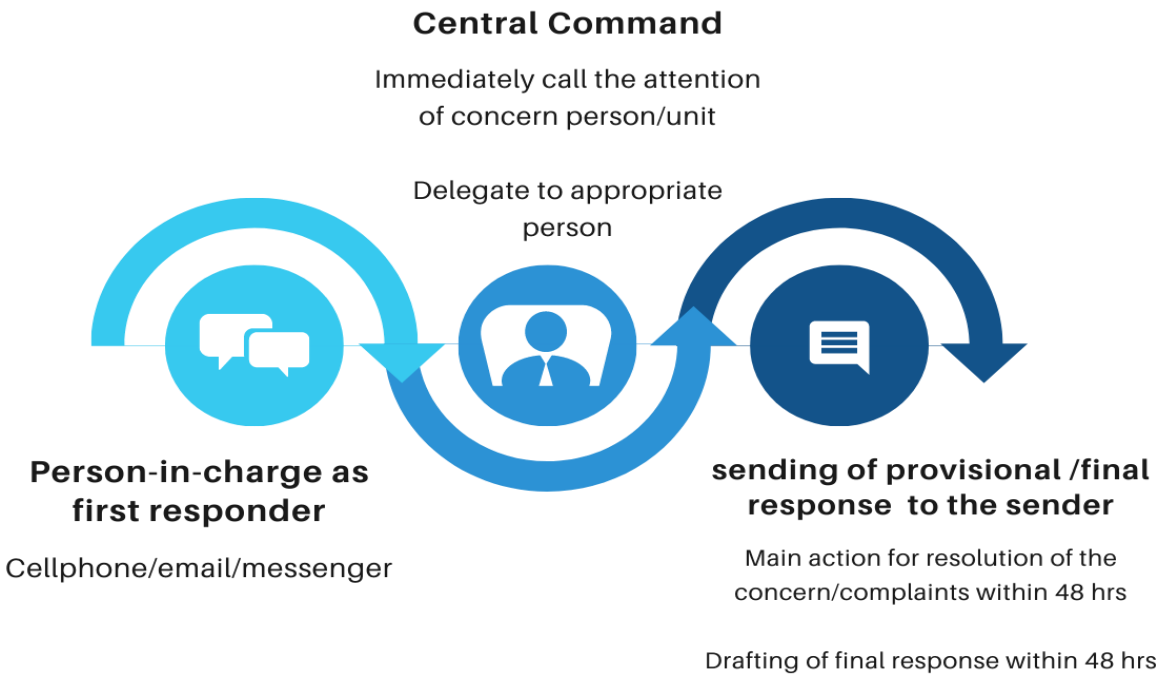 Central Command
Immediately call the attention
of concern person/unit
Delegate to appropriate
person
Person-in-charge as
first responder
Cellphone/email/messenger
sending of provisional /final
response to the sender
Main action for resolution of the
concern/complaints within 48 hrs
Drafting of final response within 48 hrs